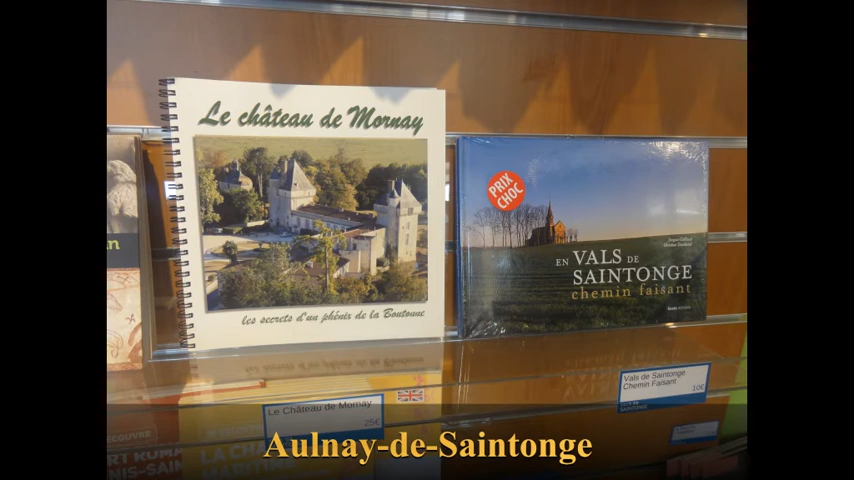 Le château de Mornay
les secrets d'un phénix de la Boutonne
PRIX
CHOC
EN VALS DE
SAINTONGE
chemin faisant
Le Château de Mornay
25€
Vals de Saintonge
Chemin Faisant
10€
Aulnay-de-Saintonge